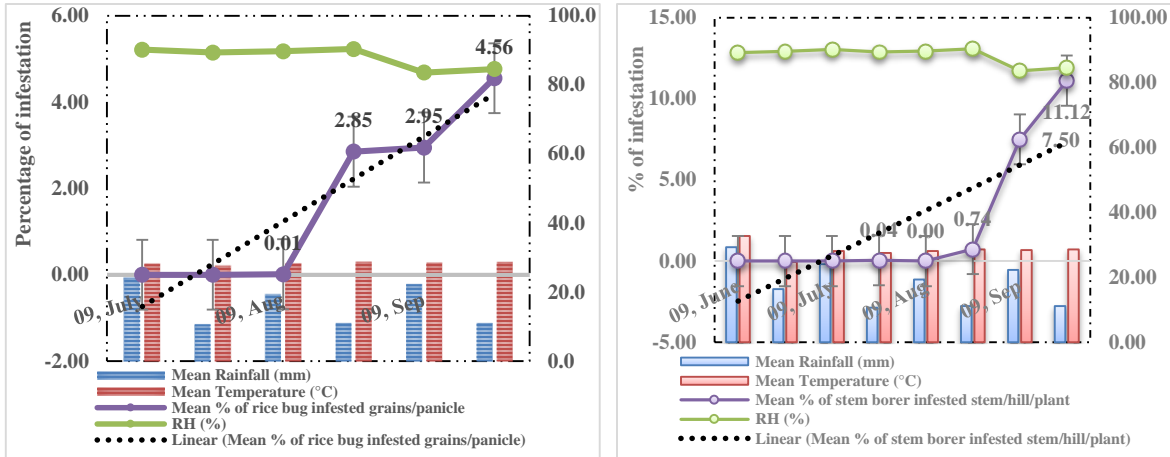 6.00
4.00
2.00
0.00
-2.00
Percentage of infestation
100.0
80.0
60.0
40.0
20.0
0.0
0.01
2.85
2.95
4.56
09, July
09, Aug
09, Sep
Mean Rainfall (mm)
Mean Temperature (°C)
Mean % of rice bug infested grains/panicle
RH (%)
Linear (Mean % of rice bug infested grains/panicle)
15.00
10.00
5.00
0.00
-5.00
% of infestation
100.00
80.00
60.00
40.00
20.00
0.00
0.04
0.00
0.74
7.50
11.12
09, June
09, July
09, Aug
09, Sep
Mean Rainfall (mm)
Mean Temperature (°C)
Mean % of stem borer infested stem/hill/plant
RH (%)
Linear (Mean % of stem borer infested stem/hill/plant)